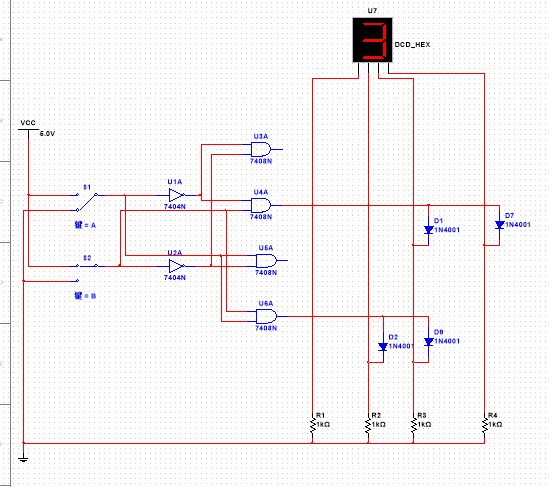 U7
3
DCD_HEX
VCC
5.0V
S1
键 = A
S2
键 = B
U1A
7404N
U2A
7404N
U3A
7408N
U4A
7408N
U5A
7408N
U6A
7408N
D1
1N4001
D7
1N4001
D2
1N4001
D9
1N4001
R1
1kΩ
R2
1kΩ
R3
1kΩ
R4
1kΩ